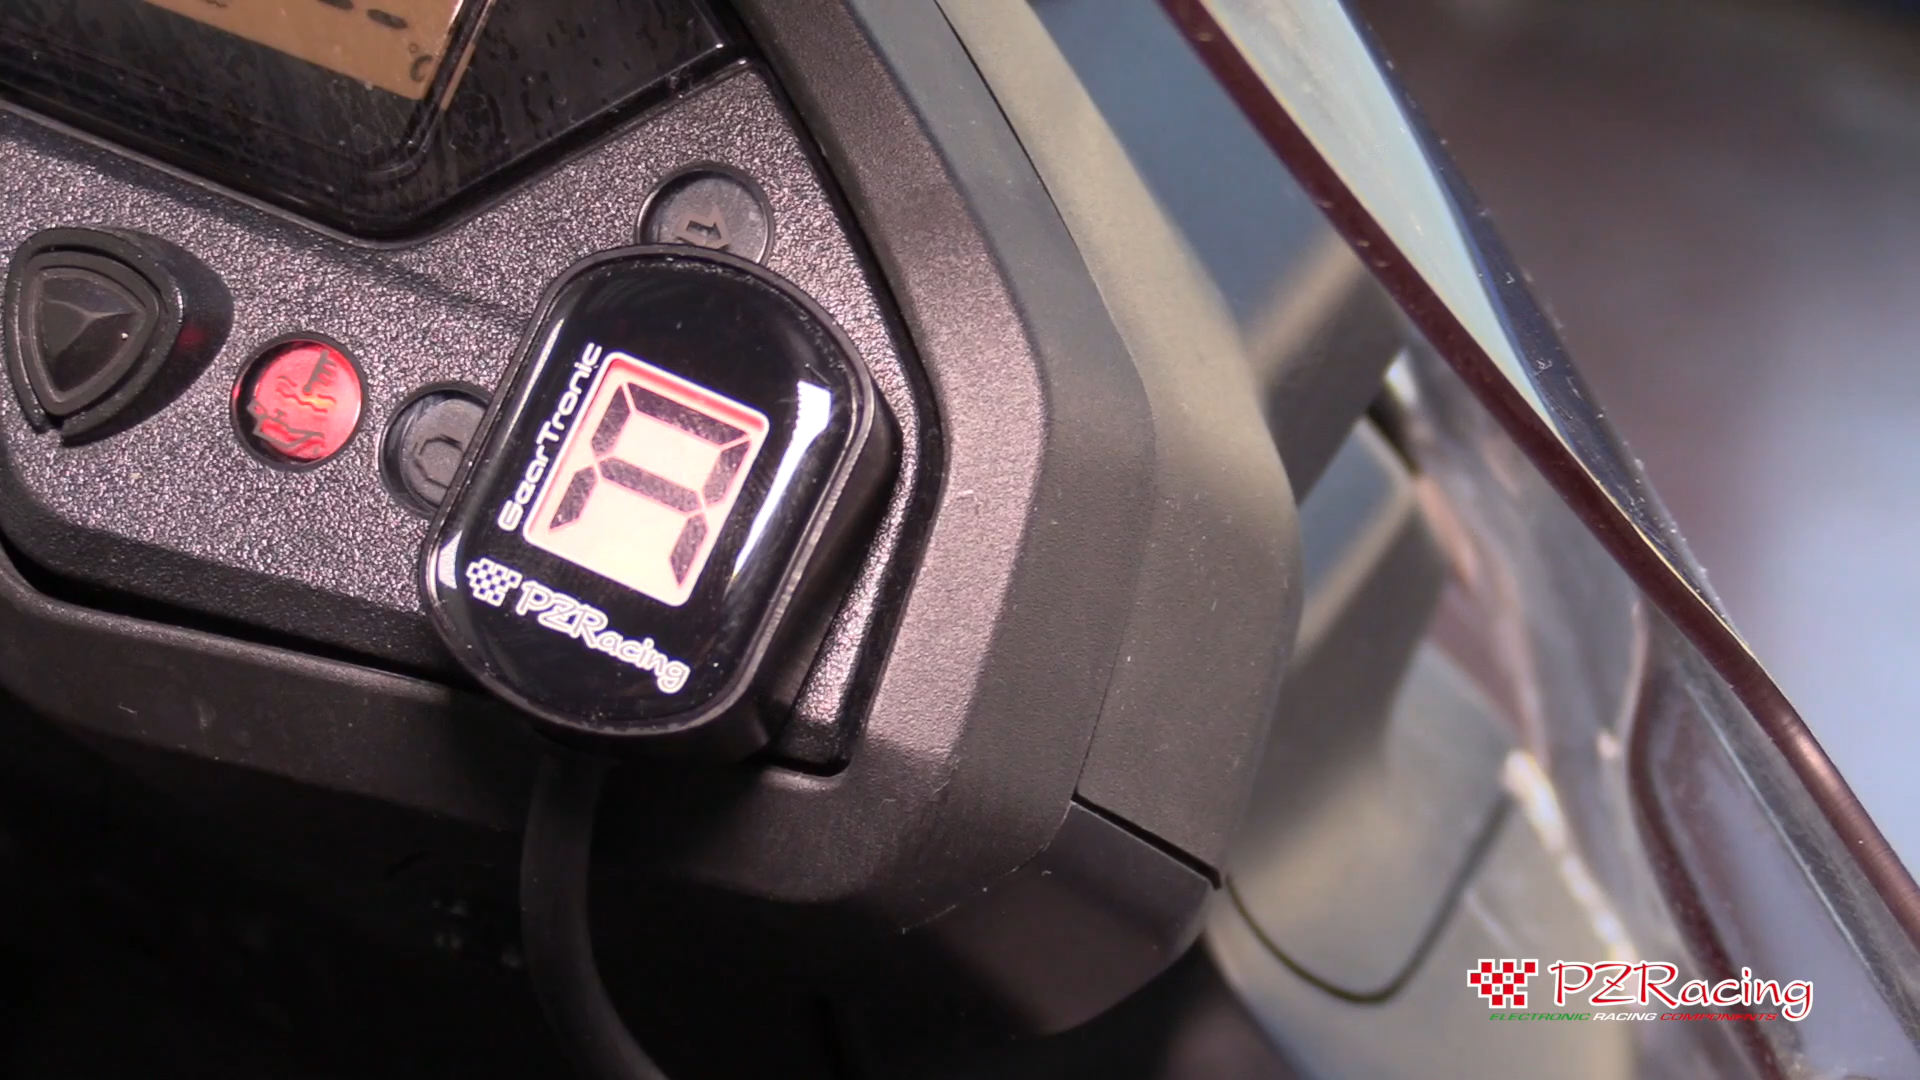 °C
GearTronic
A
PZRacing
PZRacing
ELECTRONIC RACING COMPONENTS